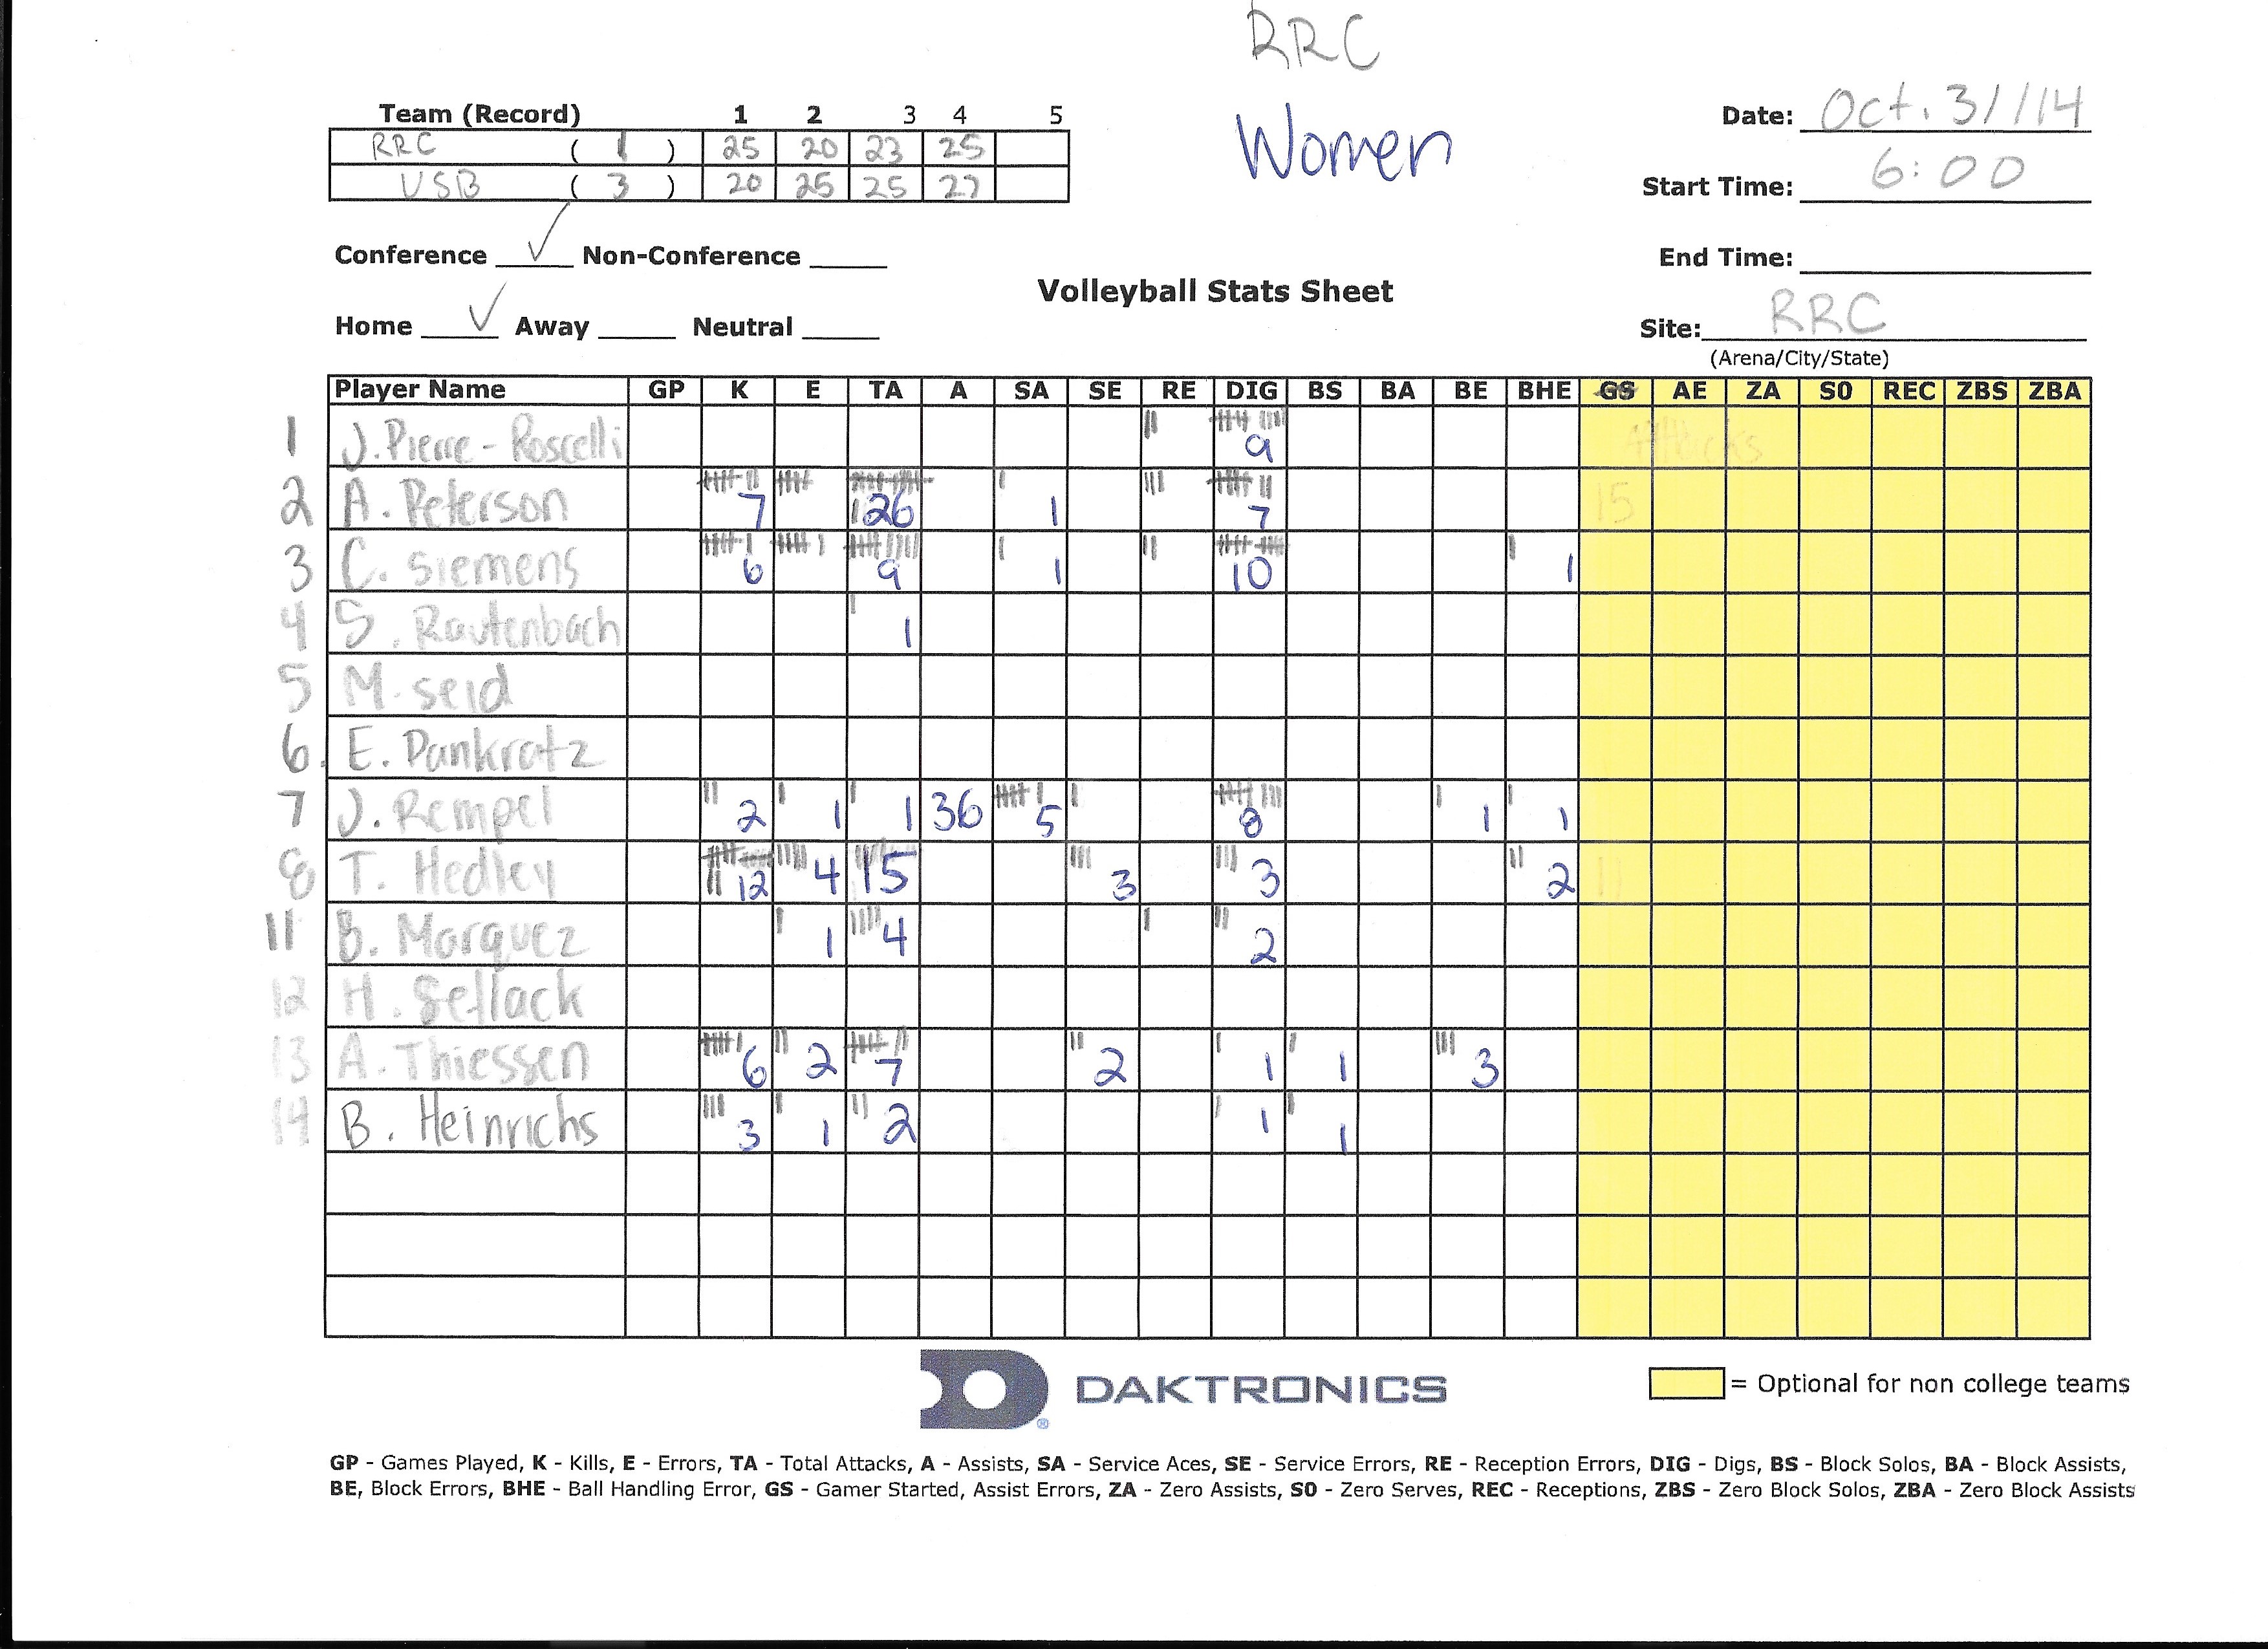 RRC
Women
Team (Record) 1 2 3 4 5
RRC ( 1 ) 25 20 23 25
USB ( 3 ) 20 25 25 27
Date: Oct. 31/14
Start Time: 6:00
End Time:
Site: RRC
(Arena/City/State)
Conference ✓ Non-Conference
Home ✓ Away Neutral
Volleyball Stats Sheet
Player Name GP K E TA A SA SE RE DIG BS BA BE BHE GS AE ZA S0 REC ZBS ZBA
1 J. Pierre-Roscelli 9
2 A. Peterson 7 26 1 7 15
3 C. Siemens 6 9 1 10 1
4 S. Rautenbach 1
5 M. Seid
6. E. Pankratz
7 J. Rempel 2 1 1 36 5 8 1 1
8 T. Hedley 12 4 15 3 3 2
11 B. Marquez 1 4 2
12 H. Sellack
13 A. Thiessen 6 2 7 2 1 1 3
14 B. Heinrichs 3 1 2 1 1
DAKTRONICS
= Optional for non college teams
GP - Games Played, K - Kills, E - Errors, TA - Total Attacks, A - Assists, SA - Service Aces, SE - Service Errors, RE - Reception Errors, DIG - Digs, BS - Block Solos, BA - Block Assists,
BE, Block Errors, BHE - Ball Handling Error, GS - Gamer Started, Assist Errors, ZA - Zero Assists, S0 - Zero Serves, REC - Receptions, ZBS - Zero Block Solos, ZBA - Zero Block Assists